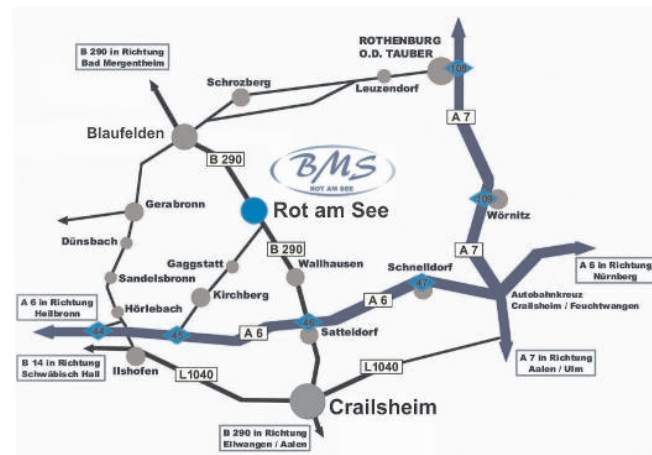 ROTHENBURG
O.D. TAUBER
108
B 290 in Richtung
Bad Mergentheim
Schrozberg
Leuzendorf
A 7
Blaufelden
B 290
BMS
ROT AM SEE
109
Wörnitz
Gerabronn
Rot am See
Dünsbach
B 290
A 7
Gaggstatt
Wallhausen
Schnelldorf
A 6 in Richtung
Nürnberg
Sandelsbronn
47
A 6 in Richtung
Heilbronn
Kirchberg
A 6
Autobahnkreuz
Crailsheim / Feuchtwangen
Hörlebach
44
45
A 6
46
Satteldorf
B 14 in Richtung
Schwäbisch Hall
Ilshofen
L1040
L1040
A 7 in Richtung
Aalen / Ulm
Crailsheim
B 290 in Richtung
Ellwangen / Aalen